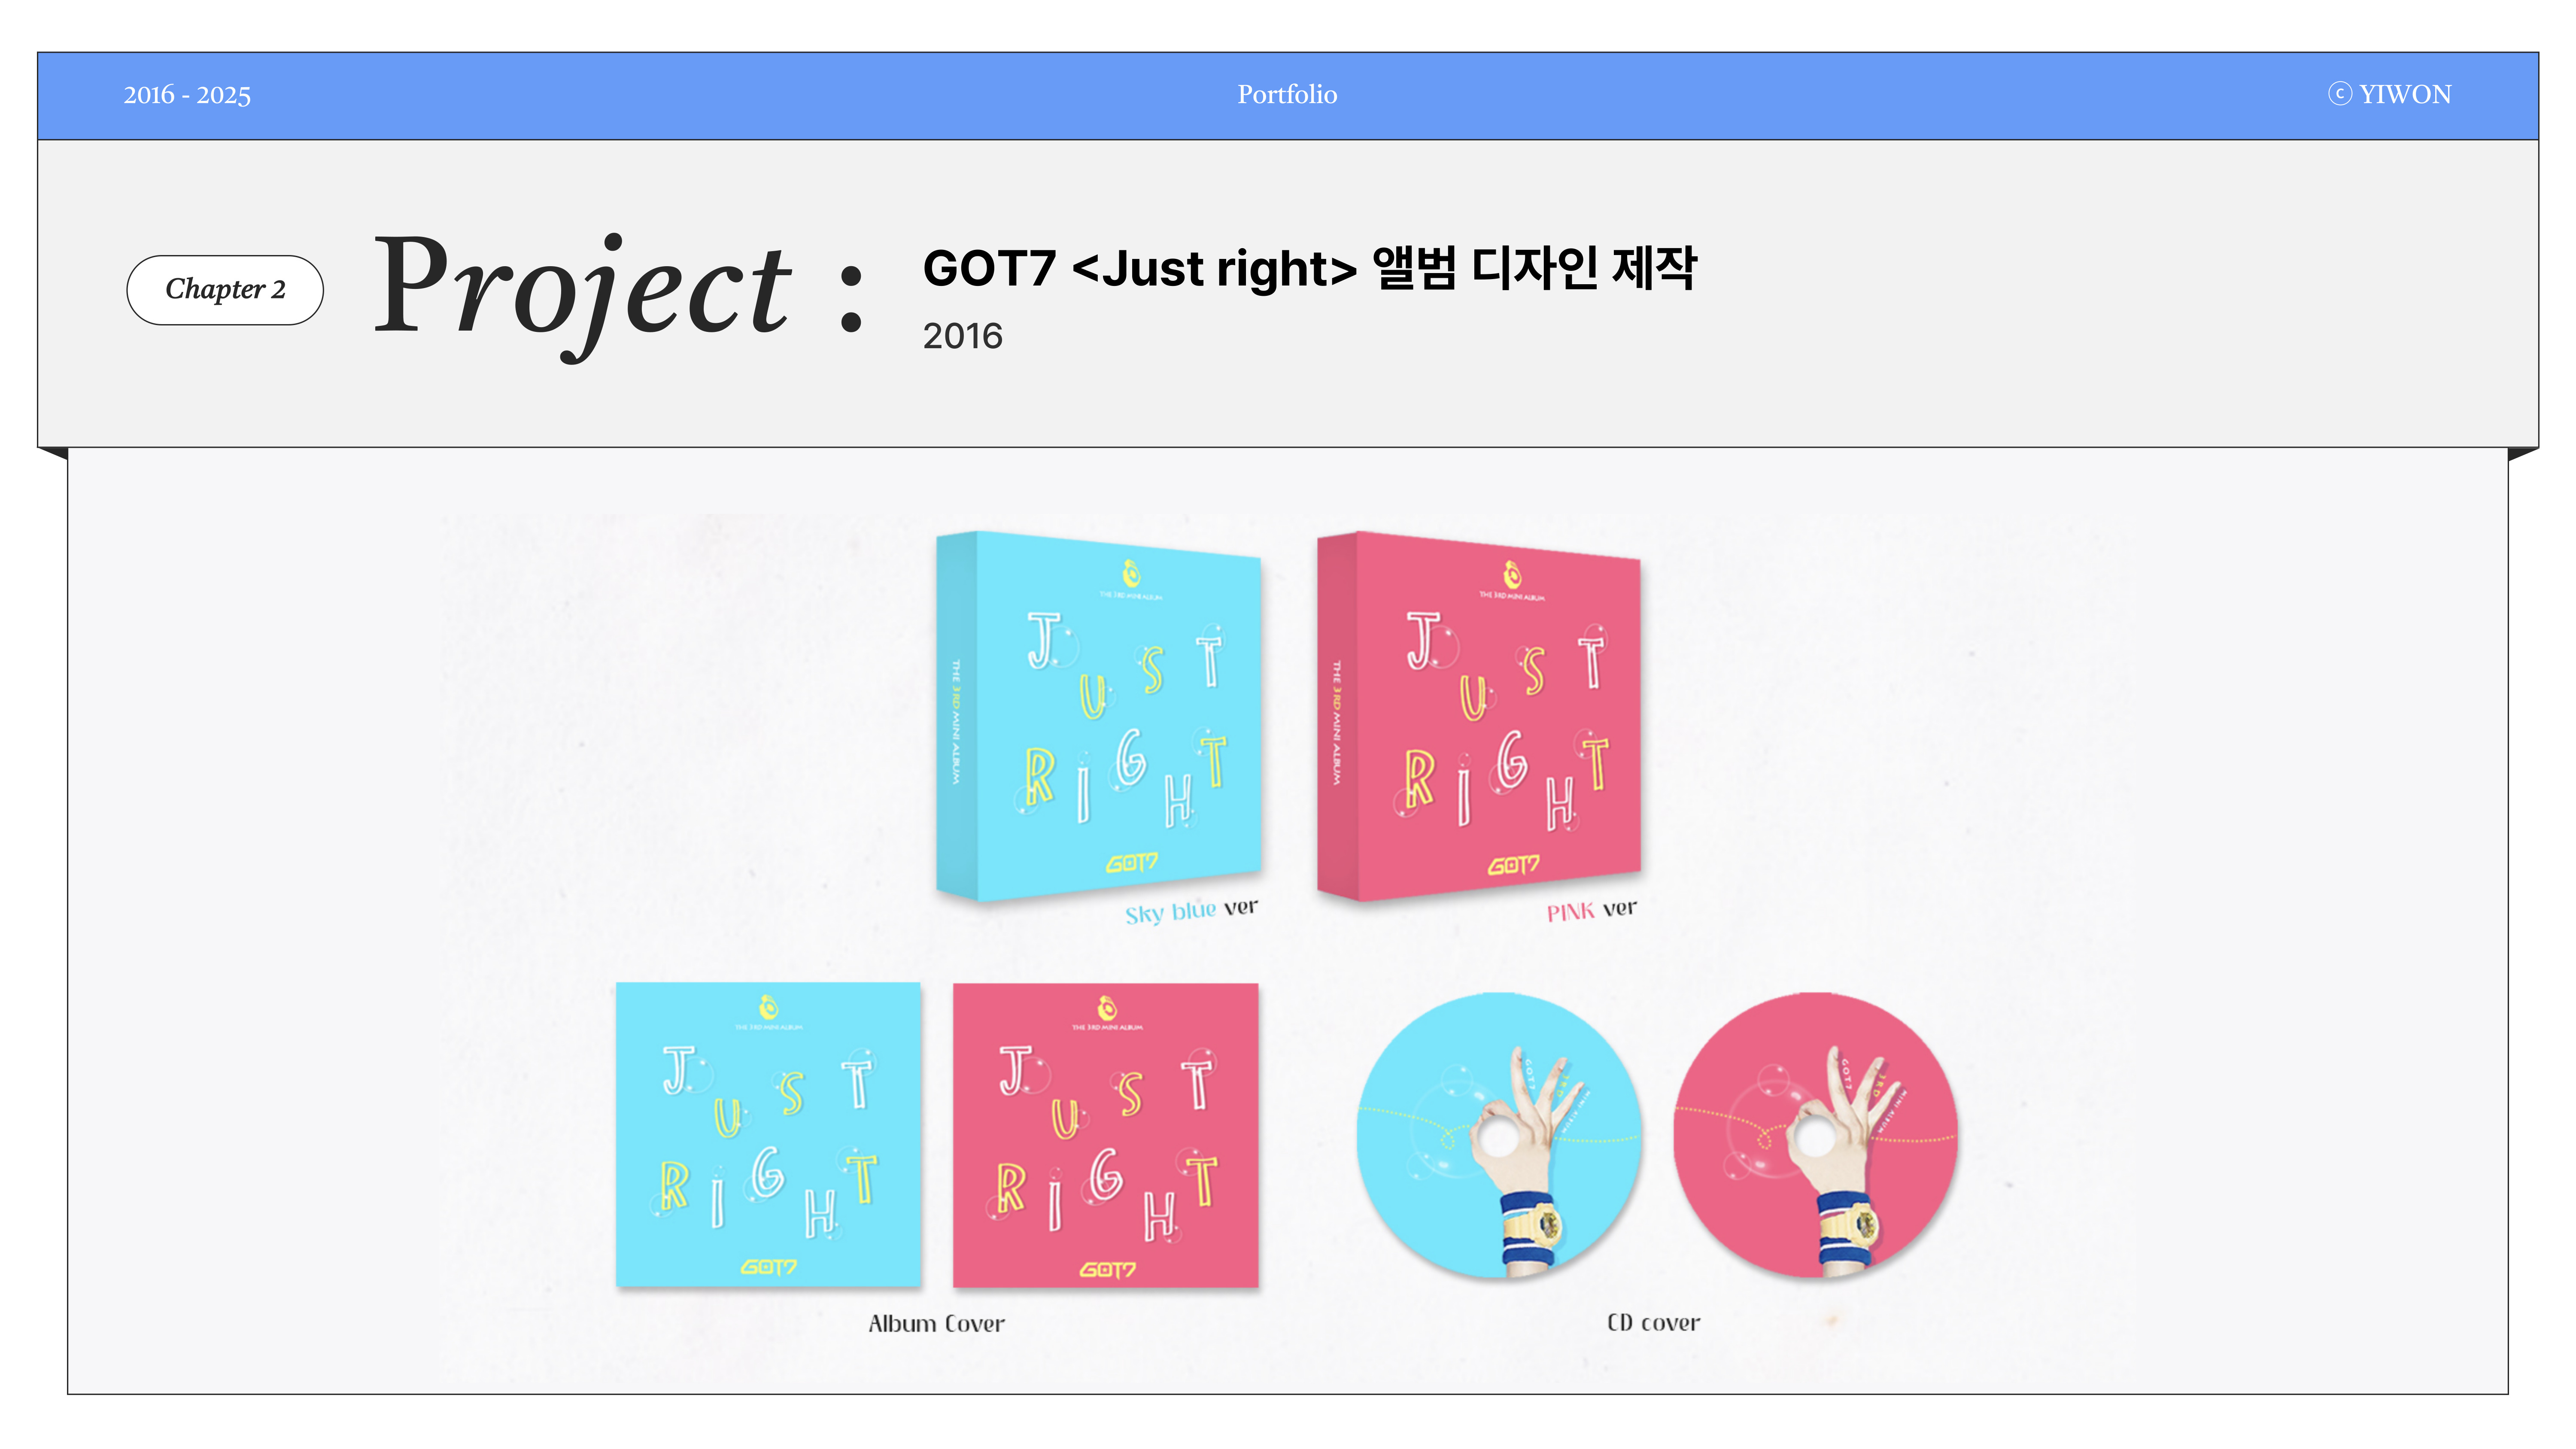 2016 - 2025
Portfolio
ⓒ YIWON
Chapter 2
Project :
GOT7 <Just right> 앨범 디자인 제작
2016
THE 3RD MINI ALBUM
THE 3RD MINI ALBUM
JUST
RIGHT
GOT7
Sky blue ver
THE 3RD MINI ALBUM
THE 3RD MINI ALBUM
JUST
RIGHT
GOT7
PINK ver
THE 3RD MINI ALBUM
JUST
RIGHT
GOT7
THE 3RD MINI ALBUM
JUST
RIGHT
GOT7
Album Cover
GOT7
3RD
MINI ALBUM
GOT7
3RD
MINI ALBUM
CD cover